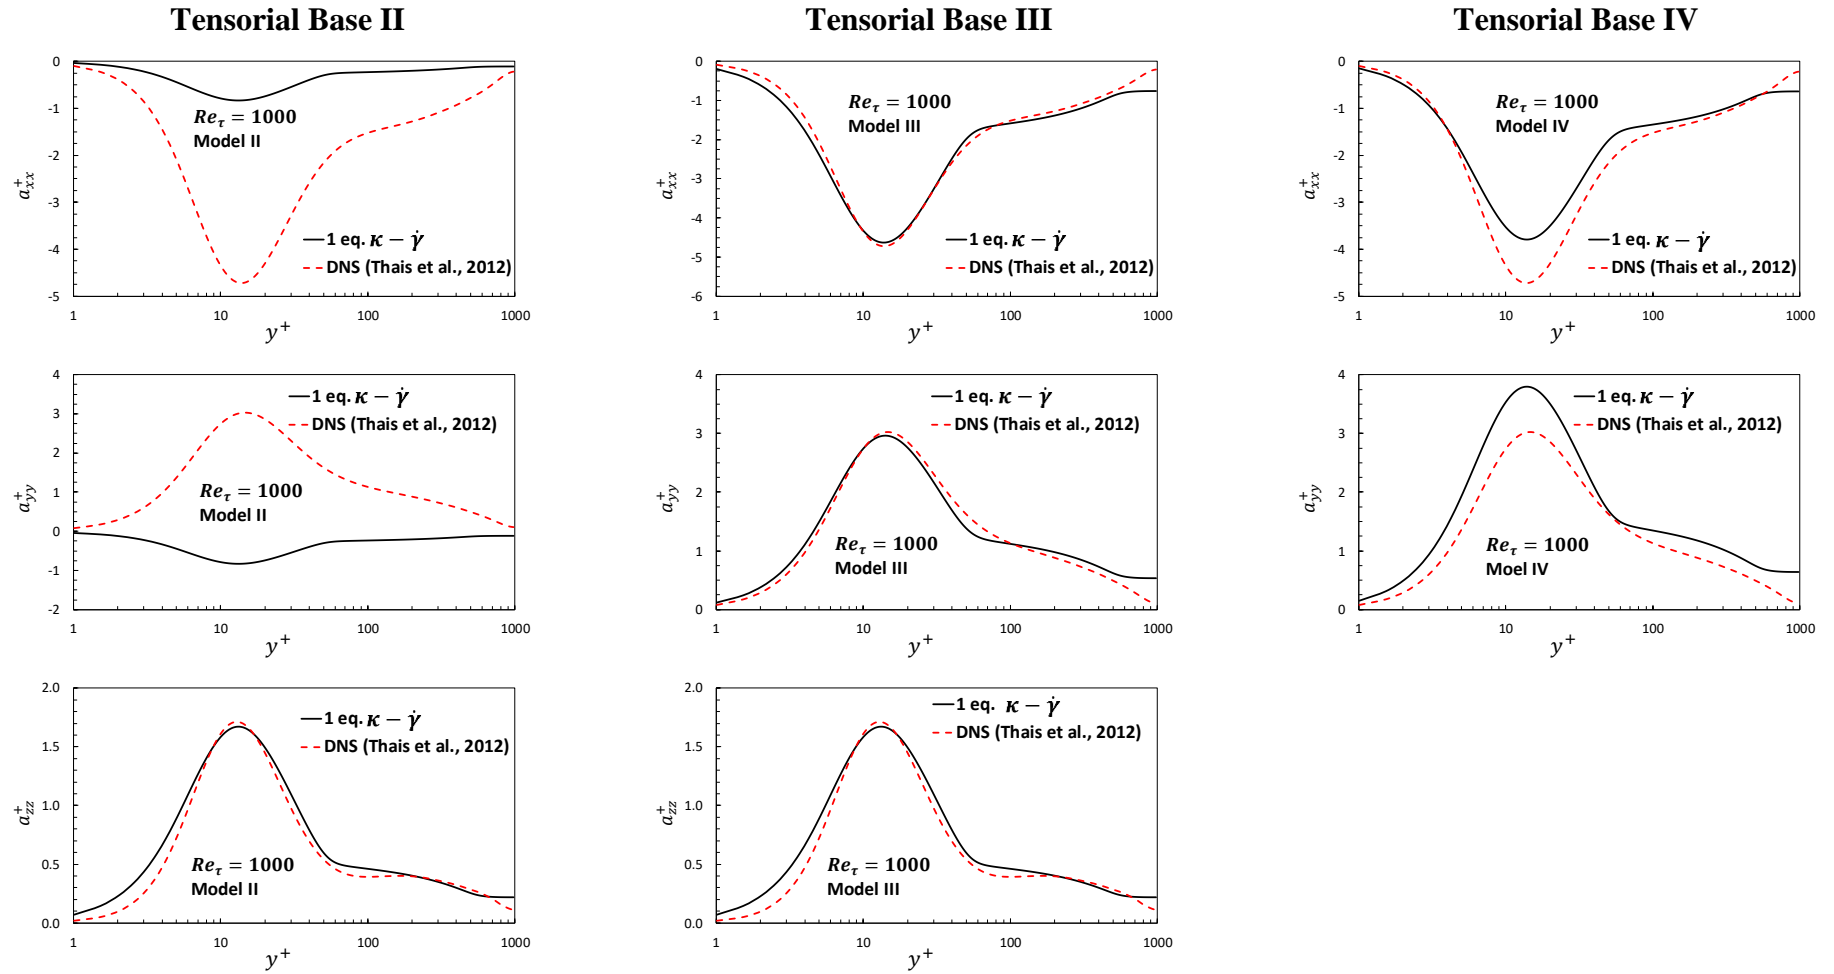 Tensorial Base II
Tensorial Base III
Tensorial Base IV
0
-1
-2
-3
-4
-5
a⁺xx
Re_τ = 1000
Model II
1 eq. κ − γ̇
DNS (Thais et al., 2012)
1
10
100
1000
y⁺
0
-1
-2
-3
-4
-5
-6
a⁺xx
Re_τ = 1000
Model III
1 eq. κ − γ̇
DNS (Thais et al., 2012)
1
10
100
1000
y⁺
0
-1
-2
-3
-4
-5
a⁺xx
Re_τ = 1000
Model IV
1 eq. κ − γ̇
DNS (Thais et al., 2012)
1
10
100
1000
y⁺
4
3
2
1
0
-1
-2
a⁺yy
1 eq. κ − γ̇
DNS (Thais et al., 2012)
Re_τ = 1000
Model II
1
10
100
1000
y⁺
4
3
2
1
0
a⁺yy
1 eq. κ − γ̇
DNS (Thais et al., 2012)
Re_τ = 1000
Model III
1
10
100
1000
y⁺
4
3
2
1
0
a⁺yy
1 eq. κ − γ̇
DNS (Thais et al., 2012)
Re_τ = 1000
Moel IV
1
10
100
1000
y⁺
2.0
1.5
1.0
0.5
0.0
a⁺zz
1 eq. κ − γ̇
DNS (Thais et al., 2012)
Re_τ = 1000
Model II
1
10
100
1000
y⁺
2.0
1.5
1.0
0.5
0.0
a⁺zz
1 eq. κ − γ̇
DNS (Thais et al., 2012)
Re_τ = 1000
Model III
1
10
100
1000
y⁺